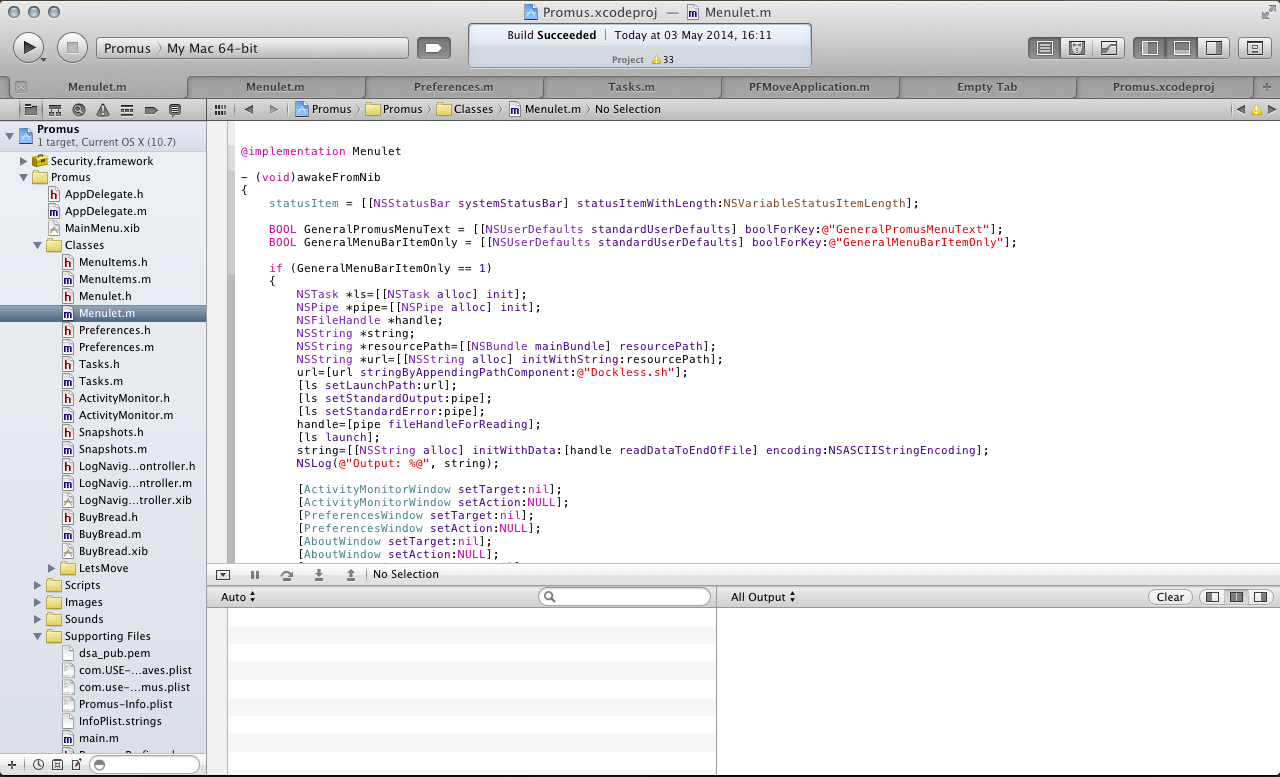 Promus.xcodeproj — Menulet.m
Promus My Mac 64-bit
Build Succeeded | Today at 03 May 2014, 16:11
Project 33
Menulet.m Menulet.m Preferences.m Tasks.m PFMoveApplication.m Empty Tab Promus.xcodeproj
Promus Promus Classes Menulet.m No Selection
Promus
1 target, Current OS X (10.7)
Security.framework
Promus
AppDelegate.h
AppDelegate.m
MainMenu.xib
Classes
MenuItems.h
MenuItems.m
Menulet.h
Menulet.m
Preferences.h
Preferences.m
Tasks.h
Tasks.m
ActivityMonitor.h
ActivityMonitor.m
Snapshots.h
Snapshots.m
LogNavig...ontroller.h
LogNavig...ntroller.m
LogNavig...troller.xib
BuyBread.h
BuyBread.m
BuyBread.xib
LetsMove
Scripts
Images
Sounds
Supporting Files
dsa_pub.pem
com.USE-...aves.plist
com.use-...mus.plist
Promus-Info.plist
InfoPlist.strings
main.m
@implementation Menulet
- (void)awakeFromNib
{
statusItem = [[NSStatusBar systemStatusBar] statusItemWithLength:NSVariableStatusItemLength];
BOOL GeneralPromusMenuText = [[NSUserDefaults standardUserDefaults] boolForKey:@"GeneralPromusMenuText"];
BOOL GeneralMenuBarItemOnly = [[NSUserDefaults standardUserDefaults] boolForKey:@"GeneralMenuBarItemOnly"];
if (GeneralMenuBarItemOnly == 1)
{
NSTask *ls=[[NSTask alloc] init];
NSPipe *pipe=[[NSPipe alloc] init];
NSFileHandle *handle;
NSString *string;
NSString *resourcePath=[[NSBundle mainBundle] resourcePath];
NSString *url=[[NSString alloc] initWithString:resourcePath];
url=[url stringByAppendingPathComponent:@"Dockless.sh"];
[ls setLaunchPath:url];
[ls setStandardOutput:pipe];
[ls setStandardError:pipe];
handle=[pipe fileHandleForReading];
[ls launch];
string=[[NSString alloc] initWithData:[handle readDataToEndOfFile] encoding:NSASCIIStringEncoding];
NSLog(@"Output: %@", string);
[ActivityMonitorWindow setTarget:nil];
[ActivityMonitorWindow setAction:NULL];
[PreferencesWindow setTarget:nil];
[PreferencesWindow setAction:NULL];
[AboutWindow setTarget:nil];
[AboutWindow setAction:NULL];
No Selection
Auto
All Output
Clear